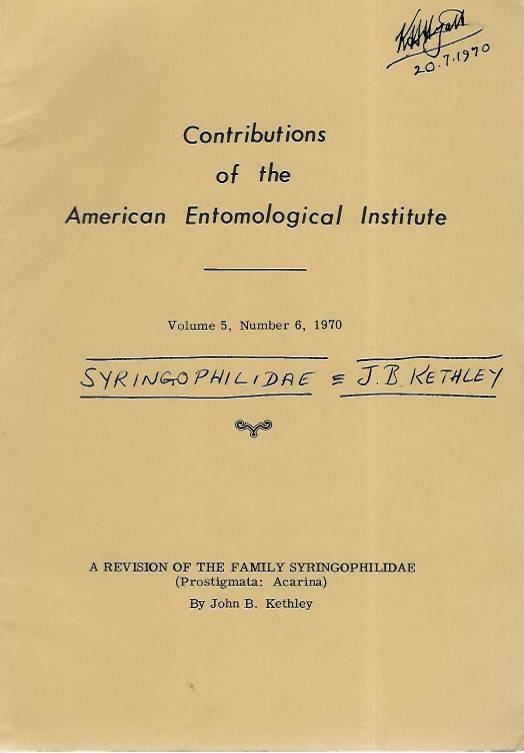 KHHyatt
20.7.1970
Contributions
of the
American Entomological Institute
Volume 5, Number 6, 1970
SYRINGOPHILIDAE = J.B. KETHLEY
A REVISION OF THE FAMILY SYRINGOPHILIDAE
(Prostigmata: Acarina)
By John B. Kethley